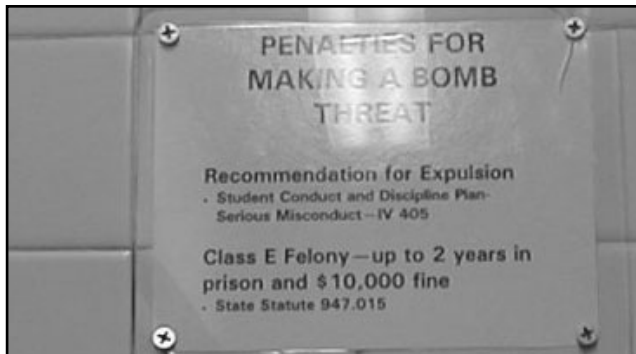 PENALTIES FOR
MAKING A BOMB
THREAT
Recommendation for Expulsion
• Student Conduct and Discipline Plan-
Serious Misconduct—IV 405
Class E Felony—up to 2 years in
prison and $10,000 fine
• State Statute 947.015